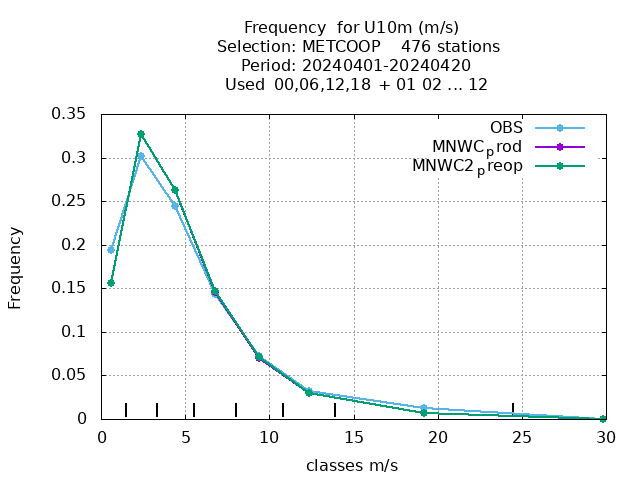 Frequency  for U10m (m/s)
Selection: METCOOP    476 stations
Period: 20240401-20240420
Used  00,06,12,18 + 01 02 ... 12
0.35
0.3
0.25
0.2
0.15
0.1
0.05
0
OBS
MNWCprod
MNWC2preop
Frequency
0 5 10 15 20 25 30
classes m/s